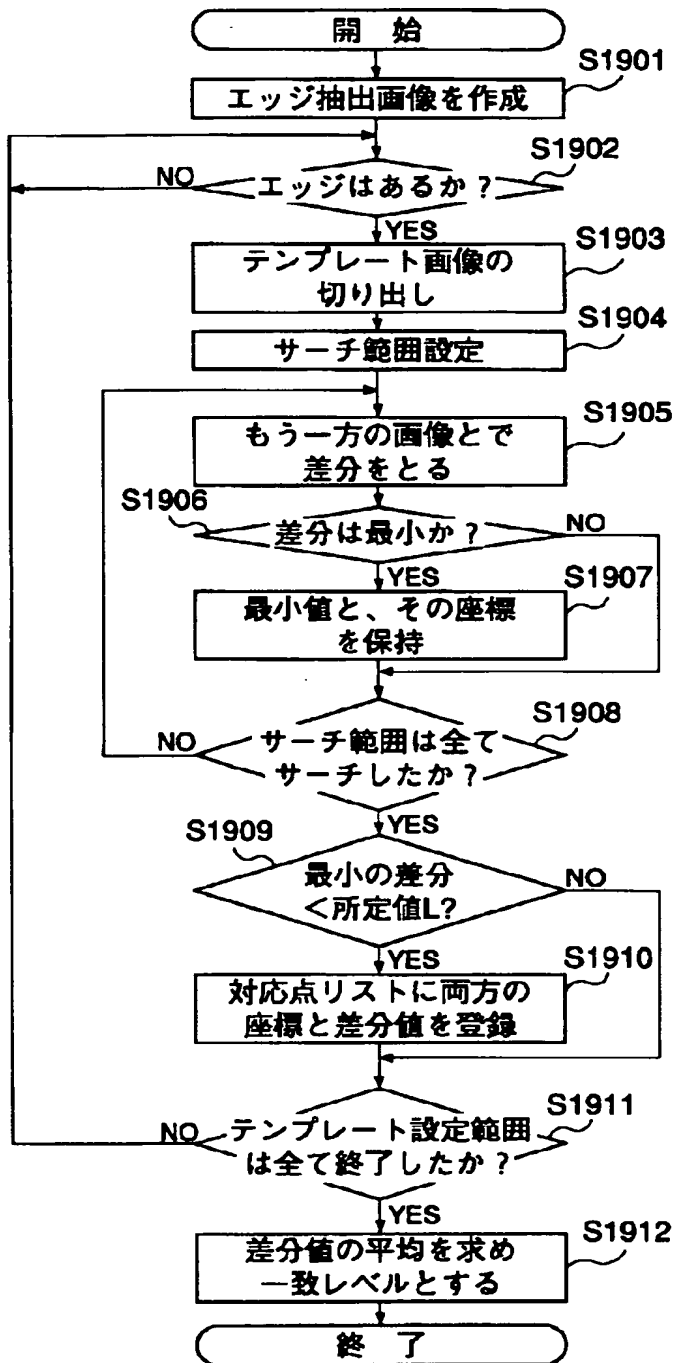 開 始
S1901
エッジ抽出画像を作成
S1902
NO
エッジはあるか？
YES
S1903
テンプレート画像の
切り出し
S1904
サーチ範囲設定
S1905
もう一方の画像とで
差分をとる
S1906
差分は最小か？
NO
YES
S1907
最小値と、その座標
を保持
S1908
NO
サーチ範囲は全て
サーチしたか？
YES
S1909
最小の差分
＜所定値L?
NO
YES
S1910
対応点リストに両方の
座標と差分値を登録
S1911
NO
テンプレート設定範囲
は全て終了したか？
YES
S1912
差分値の平均を求め
一致レベルとする
終 了